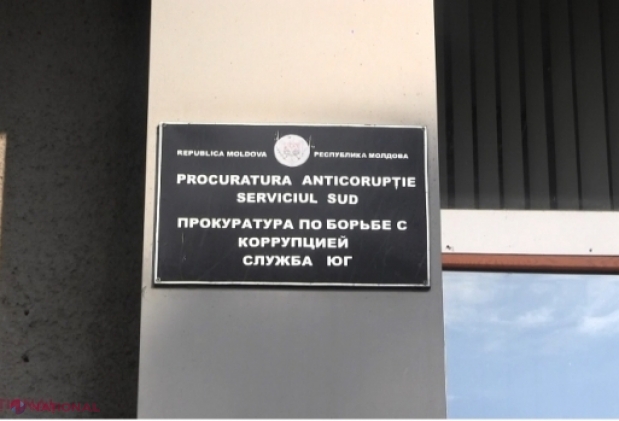 REPUBLICA MOLDOVA РЕСПУБЛИКА МОЛДОВА
PROCURATURA ANTICORUPȚIE
SERVICIUL SUD
ПРОКУРАТУРА ПО БОРЬБЕ С
КОРРУПЦИЕЙ
СЛУЖБА ЮГ